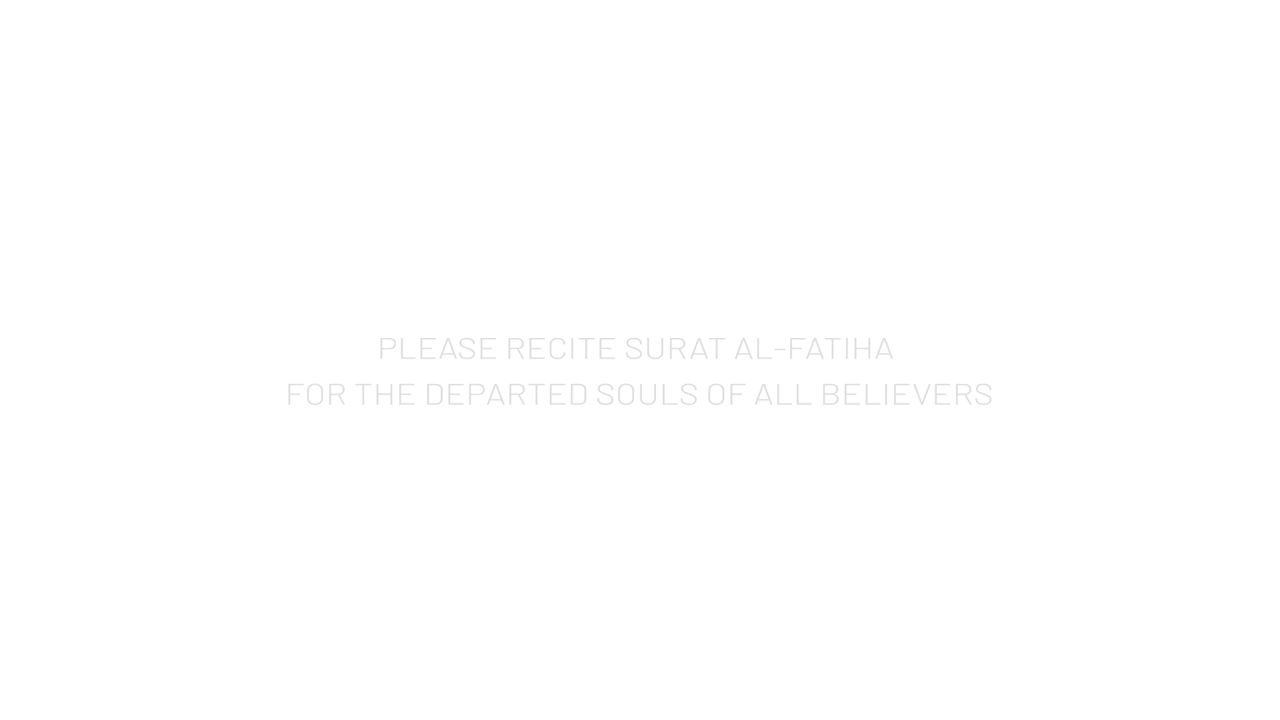 PLEASE RECITE SURAT AL-FATIHA
FOR THE DEPARTED SOULS OF ALL BELIEVERS